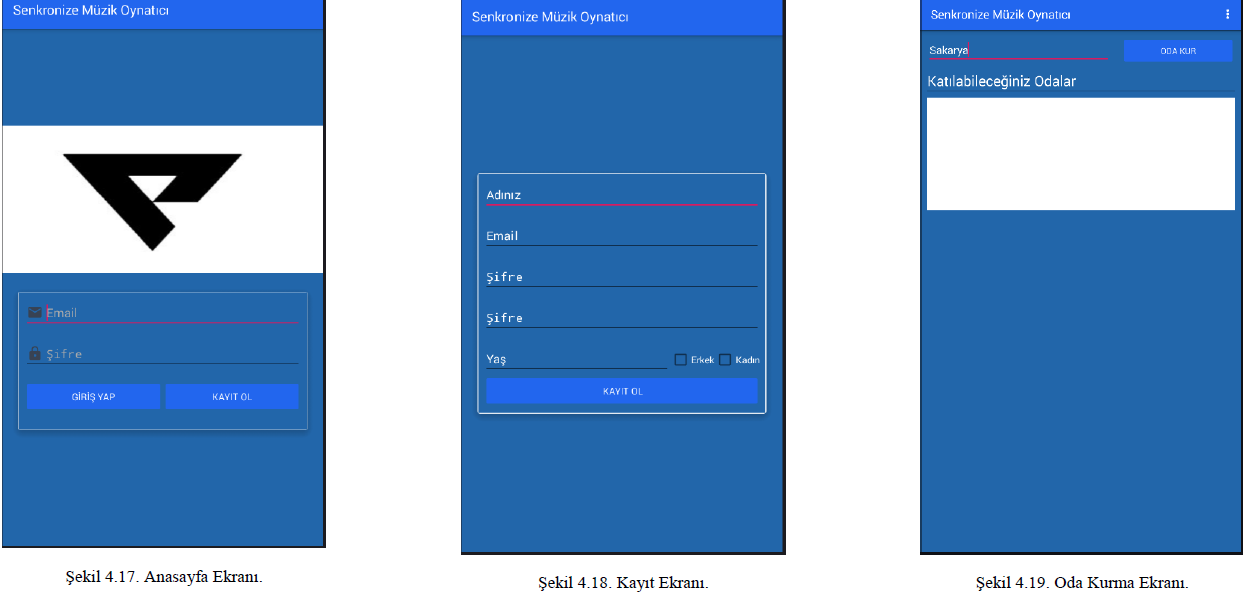 Senkronize Müzik Oynatıcı
Email
Şifre
GİRİŞ YAP
KAYIT OL
Şekil 4.17. Anasayfa Ekranı.
Senkronize Müzik Oynatıcı
Adınız
Email
Şifre
Şifre
Yaş
Erkek
Kadın
KAYIT OL
Şekil 4.18. Kayıt Ekranı.
Senkronize Müzik Oynatıcı
Sakarya
ODA KUR
Katılabileceğiniz Odalar
Şekil 4.19. Oda Kurma Ekranı.